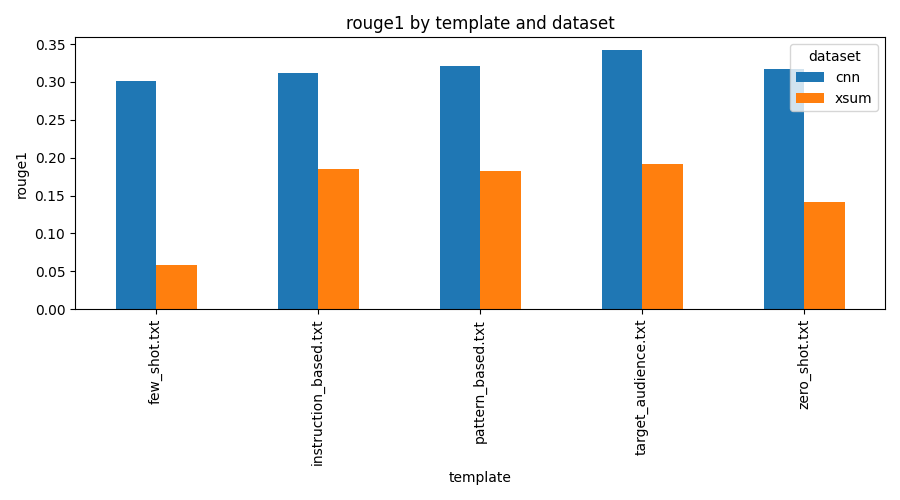 rouge1 by template and dataset
dataset
cnn
xsum
rouge1
0.35
0.30
0.25
0.20
0.15
0.10
0.05
0.00
few_shot.txt
instruction_based.txt
pattern_based.txt
target_audience.txt
zero_shot.txt
template